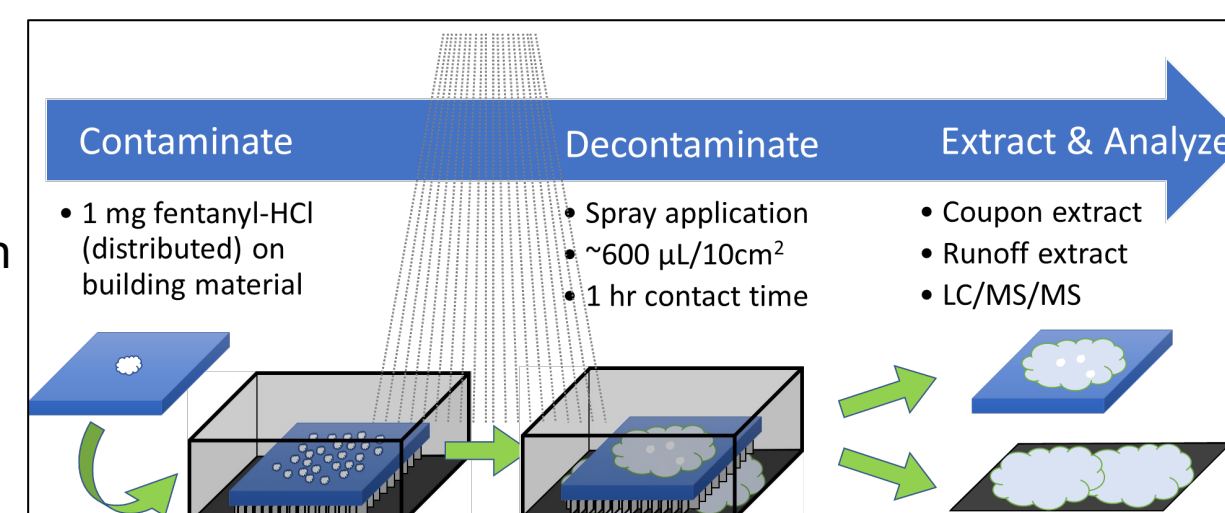 Contaminate
Decontaminate
Extract & Analyze
• 1 mg fentanyl-HCl
(distributed) on
building material
• Spray application
• ~600 µL/10cm²
• 1 hr contact time
• Coupon extract
• Runoff extract
• LC/MS/MS